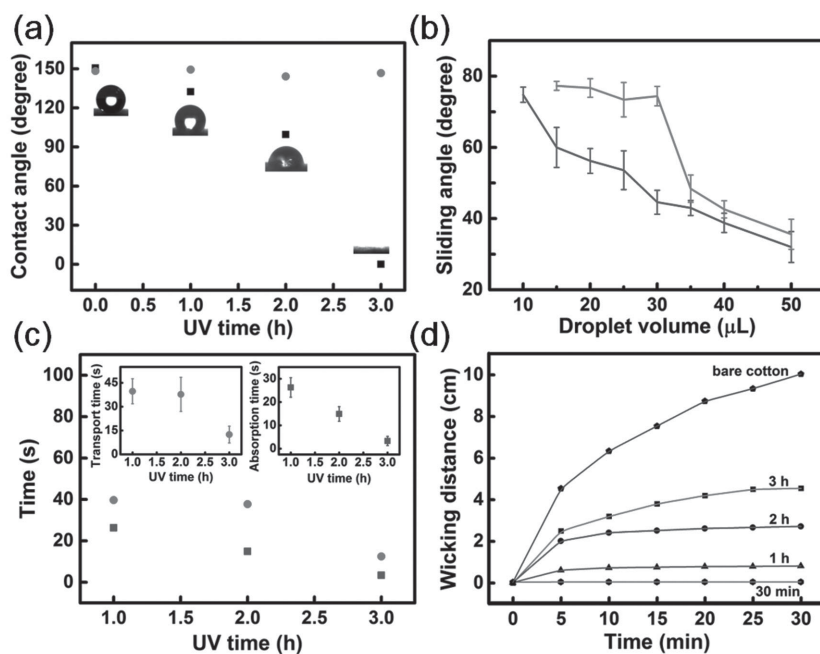 (a)
Contact angle (degree)
150
120
90
60
30
0
0.0 0.5 1.0 1.5 2.0 2.5 3.0
UV time (h)
(b)
Sliding angle (degree)
100
80
60
40
20
10 20 30 40 50
Droplet volume (μL)
(c)
Time (s)
100
80
60
40
20
0
1.0 1.5 2.0 2.5 3.0
UV time (h)
Transport time (s)
45
30
15
0
1.0 1.5 2.0 2.5 3.0
UV time (h)
Absorption time (s)
30
20
10
0
1.0 1.5 2.0 2.5 3.0
UV time (h)
(d)
Wicking distance (cm)
10
8
6
4
2
0
bare cotton
3 h
2 h
1 h
30 min
0 5 10 15 20 25 30
Time (min)